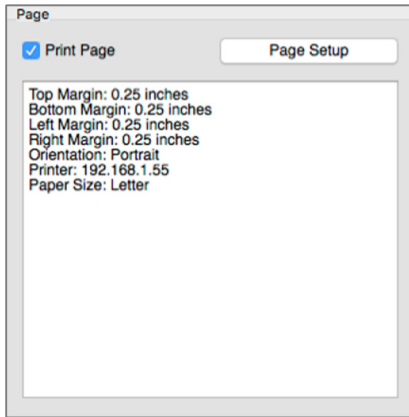 Page
Print Page
Page Setup
Top Margin: 0.25 inches
Bottom Margin: 0.25 inches
Left Margin: 0.25 inches
Right Margin: 0.25 inches
Orientation: Portrait
Printer: 192.168.1.55
Paper Size: Letter